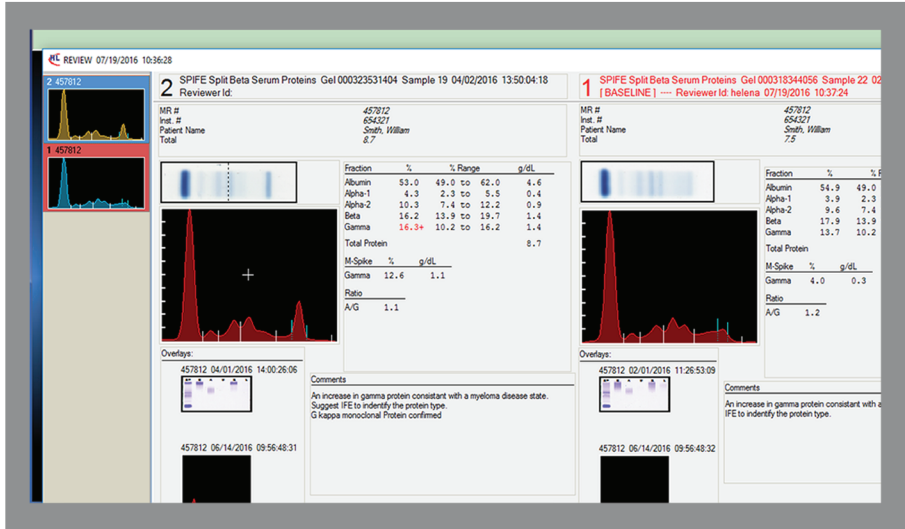 HL REVIEW 07/19/2016 10:36:28
2 457812
1 457812
2 SPIFE Split Beta Serum Proteins Gel 000323531404 Sample 19 04/02/2016 13:50:04:18
Reviewer Id:
MR # 457812
Inst. # 654321
Patient Name Smith, William
Total 8.7
Fraction % % Range g/dL
Albumin 53.0 49.0 to 62.0 4.6
Alpha-1 4.3 2.3 to 5.5 0.4
Alpha-2 10.3 7.4 to 12.2 0.9
Beta 16.2 13.9 to 19.7 1.4
Gamma 16.3+ 10.2 to 16.2 1.4
Total Protein 8.7
M-Spike % g/dL
Gamma 12.6 1.1
Ratio
A/G 1.1
Overlays:
457812 04/01/2016 14:00:26:06
Comments
An increase in gamma protein consistant with a myeloma disease state.
Suggest IFE to indentify the protein type.
G kappa monoclonal Protein confirmed
457812 06/14/2016 09:56:48:31
1 SPIFE Split Beta Serum Proteins Gel 000318344056 Sample 22 02
[ BASELINE ] ---- Reviewer Id: helena 07/19/2016 10:37:24
MR # 457812
Inst. # 654321
Patient Name Smith, William
Total 7.5
Fraction % % F
Albumin 54.9 49.0
Alpha-1 3.9 2.3
Alpha-2 9.6 7.4
Beta 17.9 13.9
Gamma 13.7 10.2
Total Protein
M-Spike % g/dL
Gamma 4.0 0.3
Ratio
A/G 1.2
Overlays:
457812 02/01/2016 11:26:53:09
Comments
An increase in gamma protein consistant with a
IFE to indentify the protein type.
457812 06/14/2016 09:56:48:32